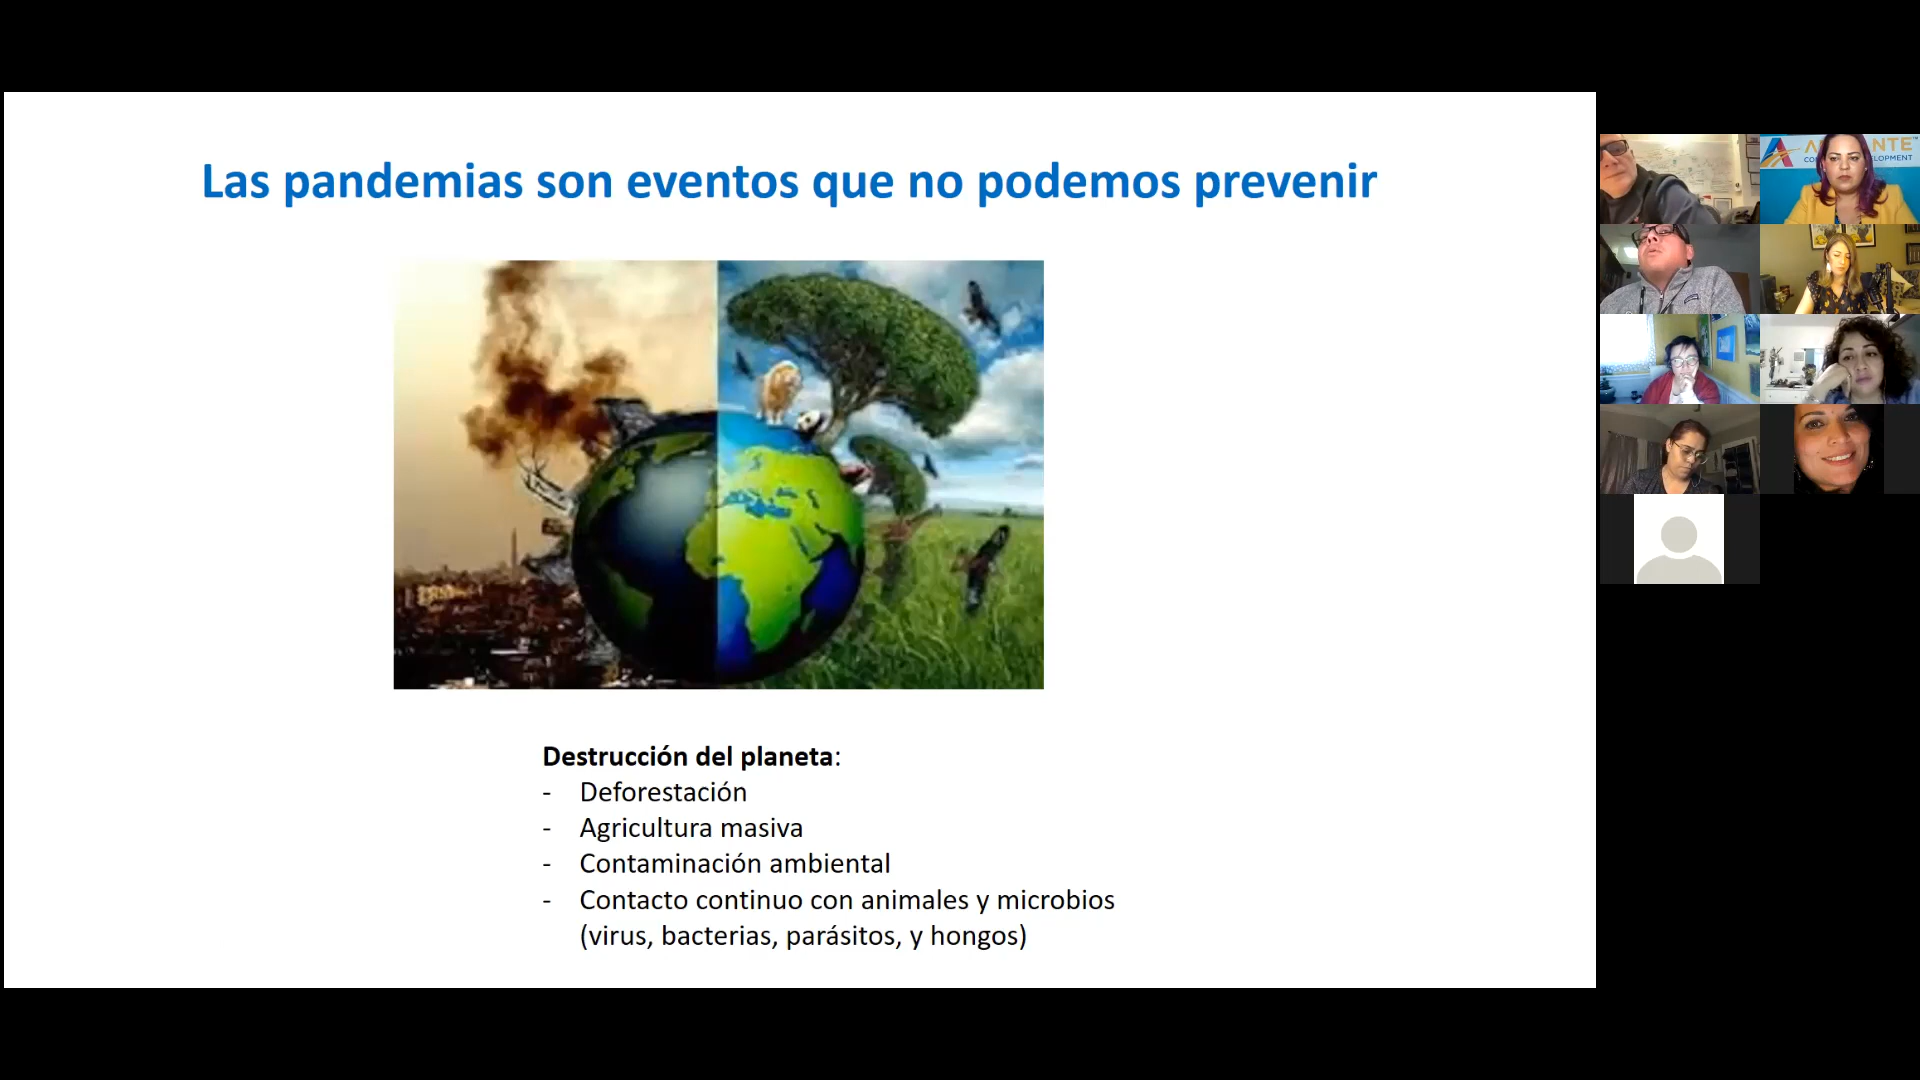 Las pandemias son eventos que no podemos prevenir
Destrucción del planeta:
- Deforestación
- Agricultura masiva
- Contaminación ambiental
- Contacto continuo con animales y microbios
(virus, bacterias, parásitos, y hongos)